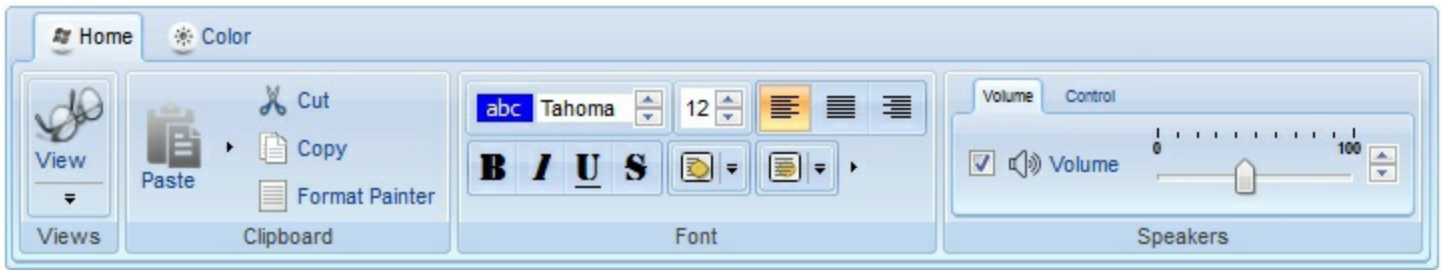 Home Color
View
Views
Paste
Cut
Copy
Format Painter
Clipboard
abc Tahoma 12
B I U S
Font
Volume Control
Volume 0 100
Speakers